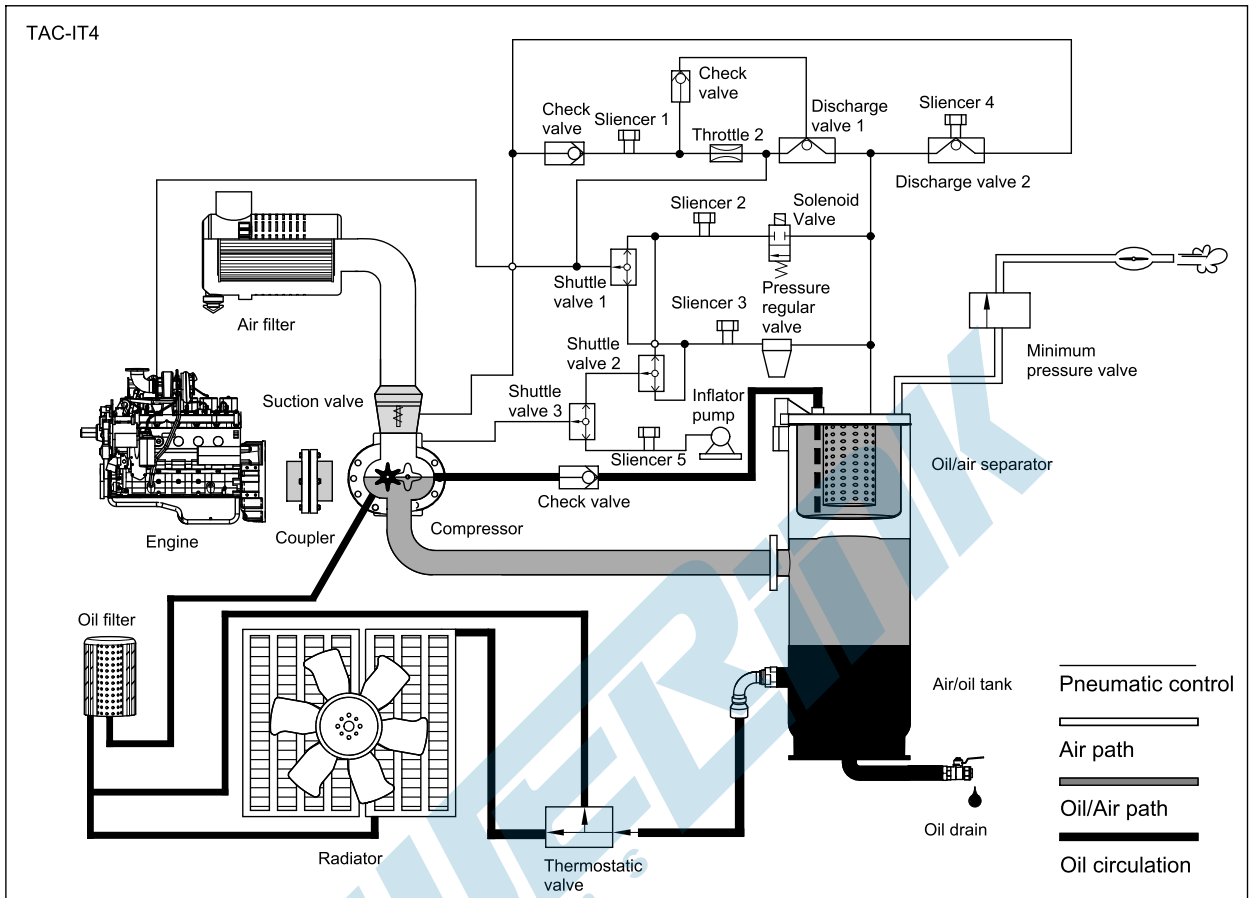 TAC-IT4
Check
valve
Sliencer 1
Check
valve
Throttle 2
Discharge
valve 1
Sliencer 4
Discharge valve 2
Sliencer 2
Solenoid
Valve
Shuttle
valve 1
Pressure
regular
valve
Sliencer 3
Air filter
Shuttle
valve 2
Minimum
pressure valve
Suction valve
Shuttle
valve 3
Inflator
pump
Sliencer 5
Oil/air separator
Check valve
Engine
Coupler
Compressor
Oil filter
Air/oil tank
Pneumatic control
Air path
Oil/Air path
Oil circulation
Oil drain
Radiator
Thermostatic
valve